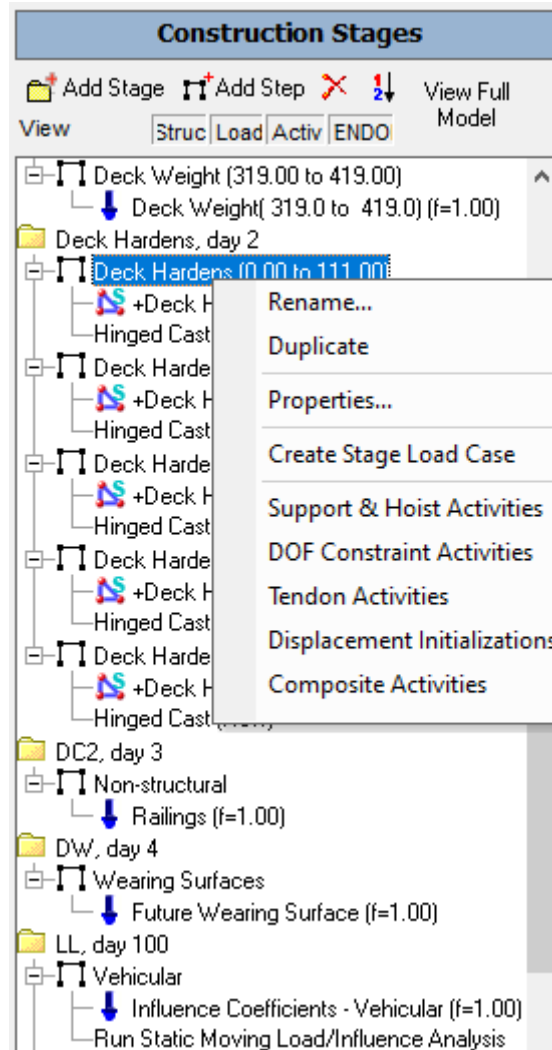 Construction Stages
Add Stage Add Step View Full Model
View Struc Load Activ ENDO
Deck Weight (319.00 to 419.00)
Deck Weight( 319.0 to 419.0) (f=1.00)
Deck Hardens, day 2
Deck Hardens (0.00 to 111.00)
+Deck H
Hinged Cast
Deck Harde
+Deck H
Hinged Cast
Deck Harde
+Deck H
Hinged Cast
Deck Harde
+Deck H
Hinged Cast
Deck Harde
+Deck H
Hinged Cast
Rename...
Duplicate
Properties...
Create Stage Load Case
Support & Hoist Activities
DOF Constraint Activities
Tendon Activities
Displacement Initializations
Composite Activities
DC2, day 3
Non-structural
Railings (f=1.00)
DW, day 4
Wearing Surfaces
Future Wearing Surface (f=1.00)
LL, day 100
Vehicular
Influence Coefficients - Vehicular (f=1.00)
Run Static Moving Load/Influence Analysis